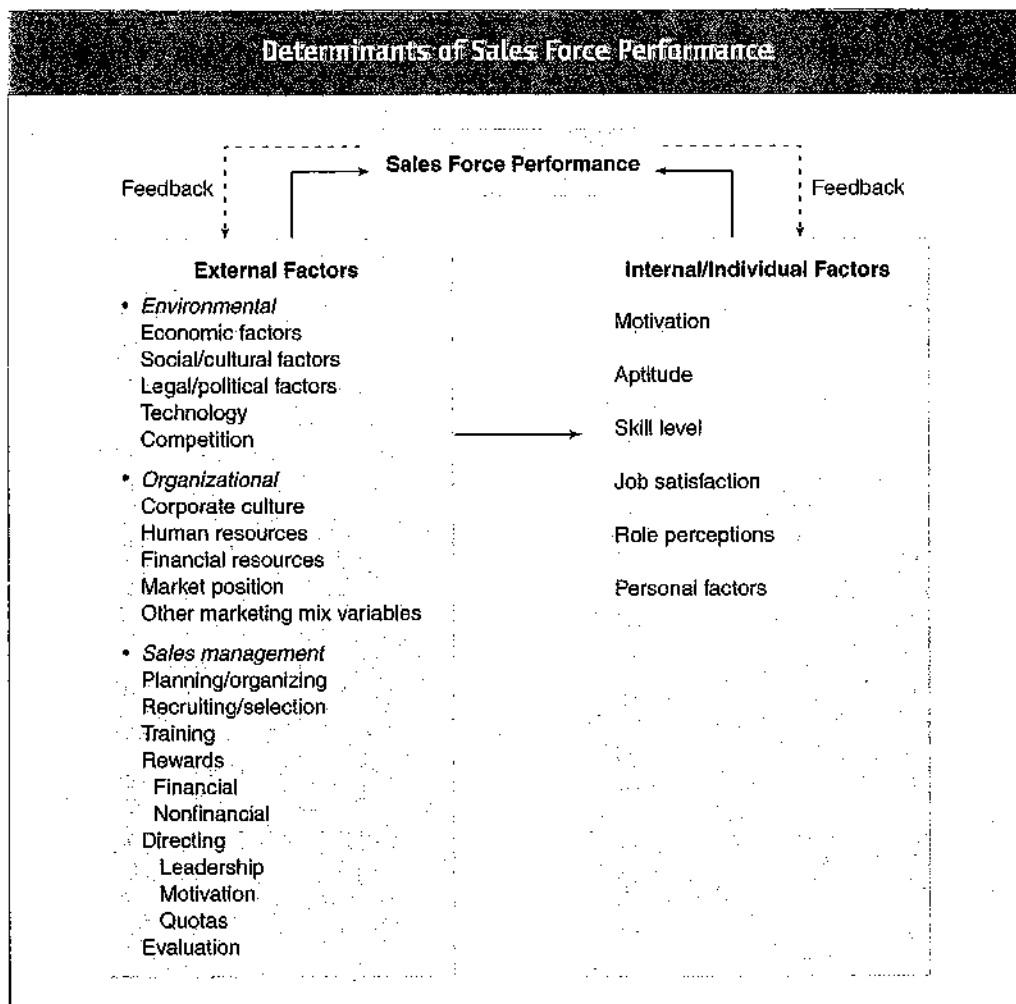 Determinants of Sales Force Performance
Sales Force Performance
Feedback
Feedback
External Factors
• Environmental
Economic factors
Social/cultural factors
Legal/political factors
Technology
Competition
• Organizational
Corporate culture
Human resources
Financial resources
Market position
Other marketing mix variables
• Sales management
Planning/organizing
Recruiting/selection
Training
Rewards
Financial
Nonfinancial
Directing
Leadership
Motivation
Quotas
Evaluation
Internal/Individual Factors
Motivation
Aptitude
Skill level
Job satisfaction
Role perceptions
Personal factors